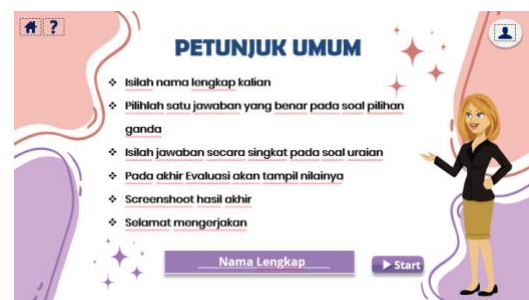 ?
PETUNJUK UMUM
Isilah nama lengkap kalian
Pilihlah satu jawaban yang benar pada soal pilihan
ganda
Isilah jawaban secara singkat pada soal uraian
Pada akhir Evaluasi akan tampil nilainya
Screenshoot hasil akhir
Selamat mengerjakan
Nama Lengkap
Start